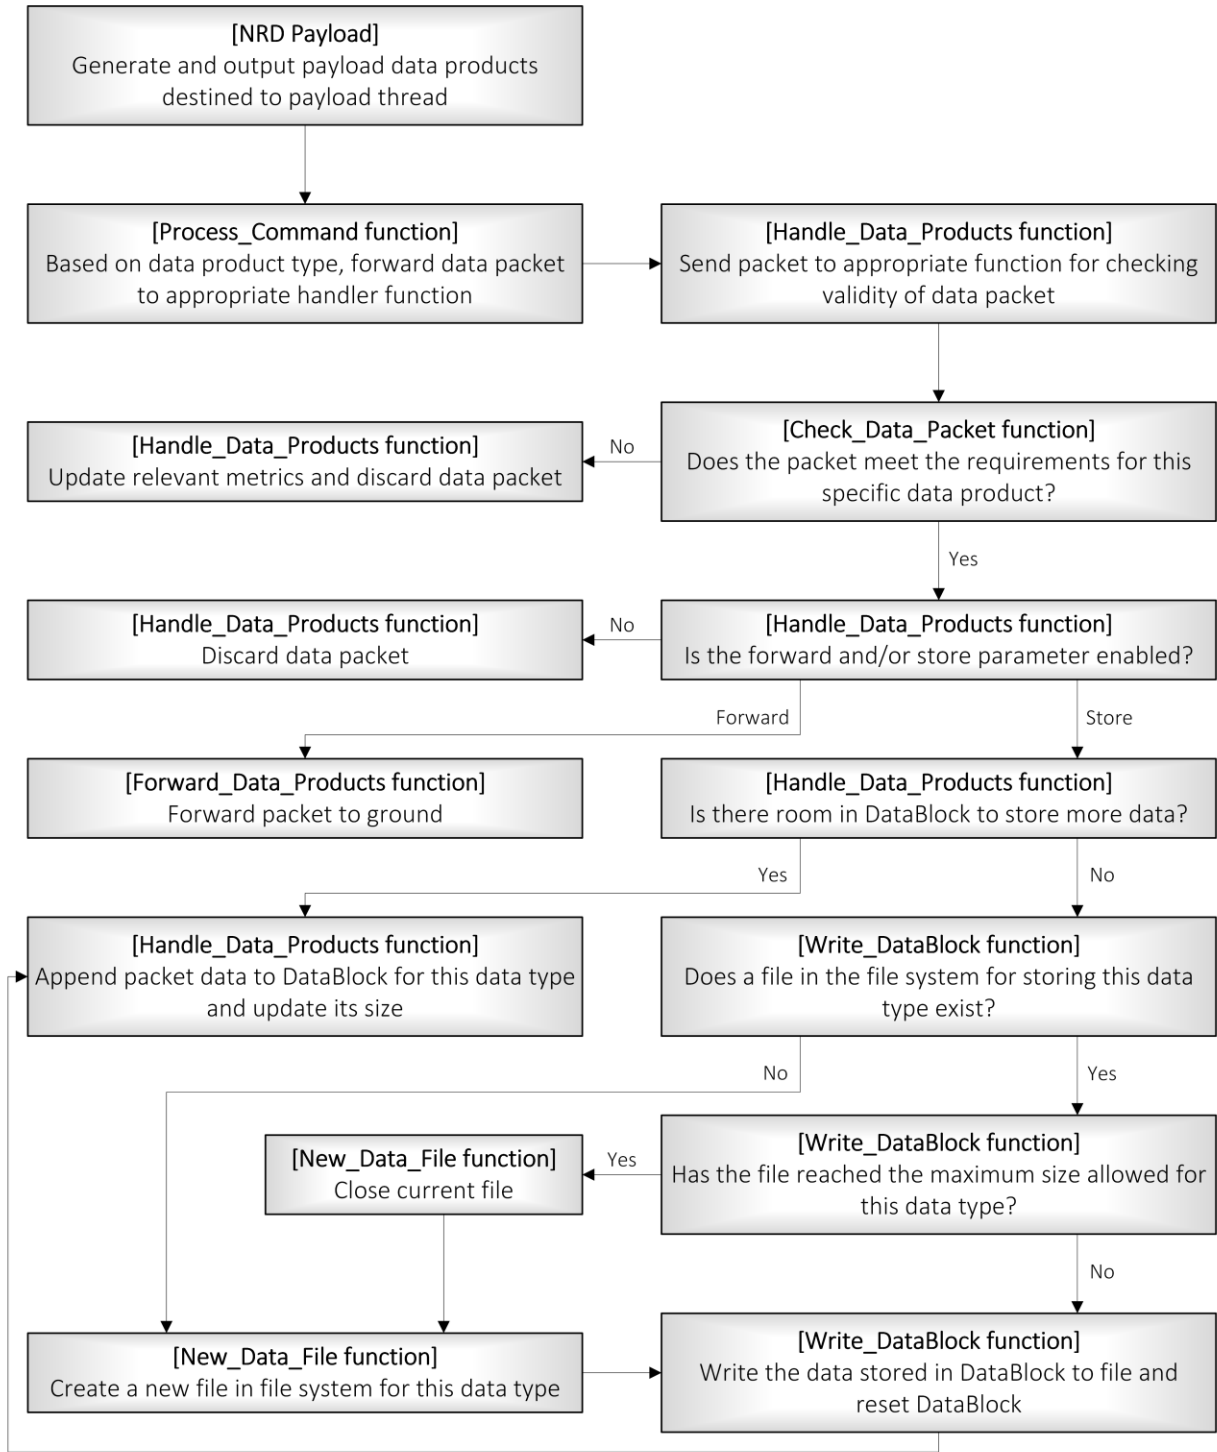 [NRD Payload]
Generate and output payload data products
destined to payload thread
[Process_Command function]
Based on data product type, forward data packet
to appropriate handler function
[Handle_Data_Products function]
Send packet to appropriate function for checking
validity of data packet
[Handle_Data_Products function]
Update relevant metrics and discard data packet
No
[Check_Data_Packet function]
Does the packet meet the requirements for this
specific data product?
Yes
[Handle_Data_Products function]
Discard data packet
No
[Handle_Data_Products function]
Is the forward and/or store parameter enabled?
Forward
Store
[Forward_Data_Products function]
Forward packet to ground
[Handle_Data_Products function]
Is there room in DataBlock to store more data?
Yes
No
[Handle_Data_Products function]
Append packet data to DataBlock for this data type
and update its size
[Write_DataBlock function]
Does a file in the file system for storing this data
type exist?
No
Yes
[New_Data_File function]
Close current file
Yes
[Write_DataBlock function]
Has the file reached the maximum size allowed for
this data type?
No
[New_Data_File function]
Create a new file in file system for this data type
[Write_DataBlock function]
Write the data stored in DataBlock to file and
reset DataBlock